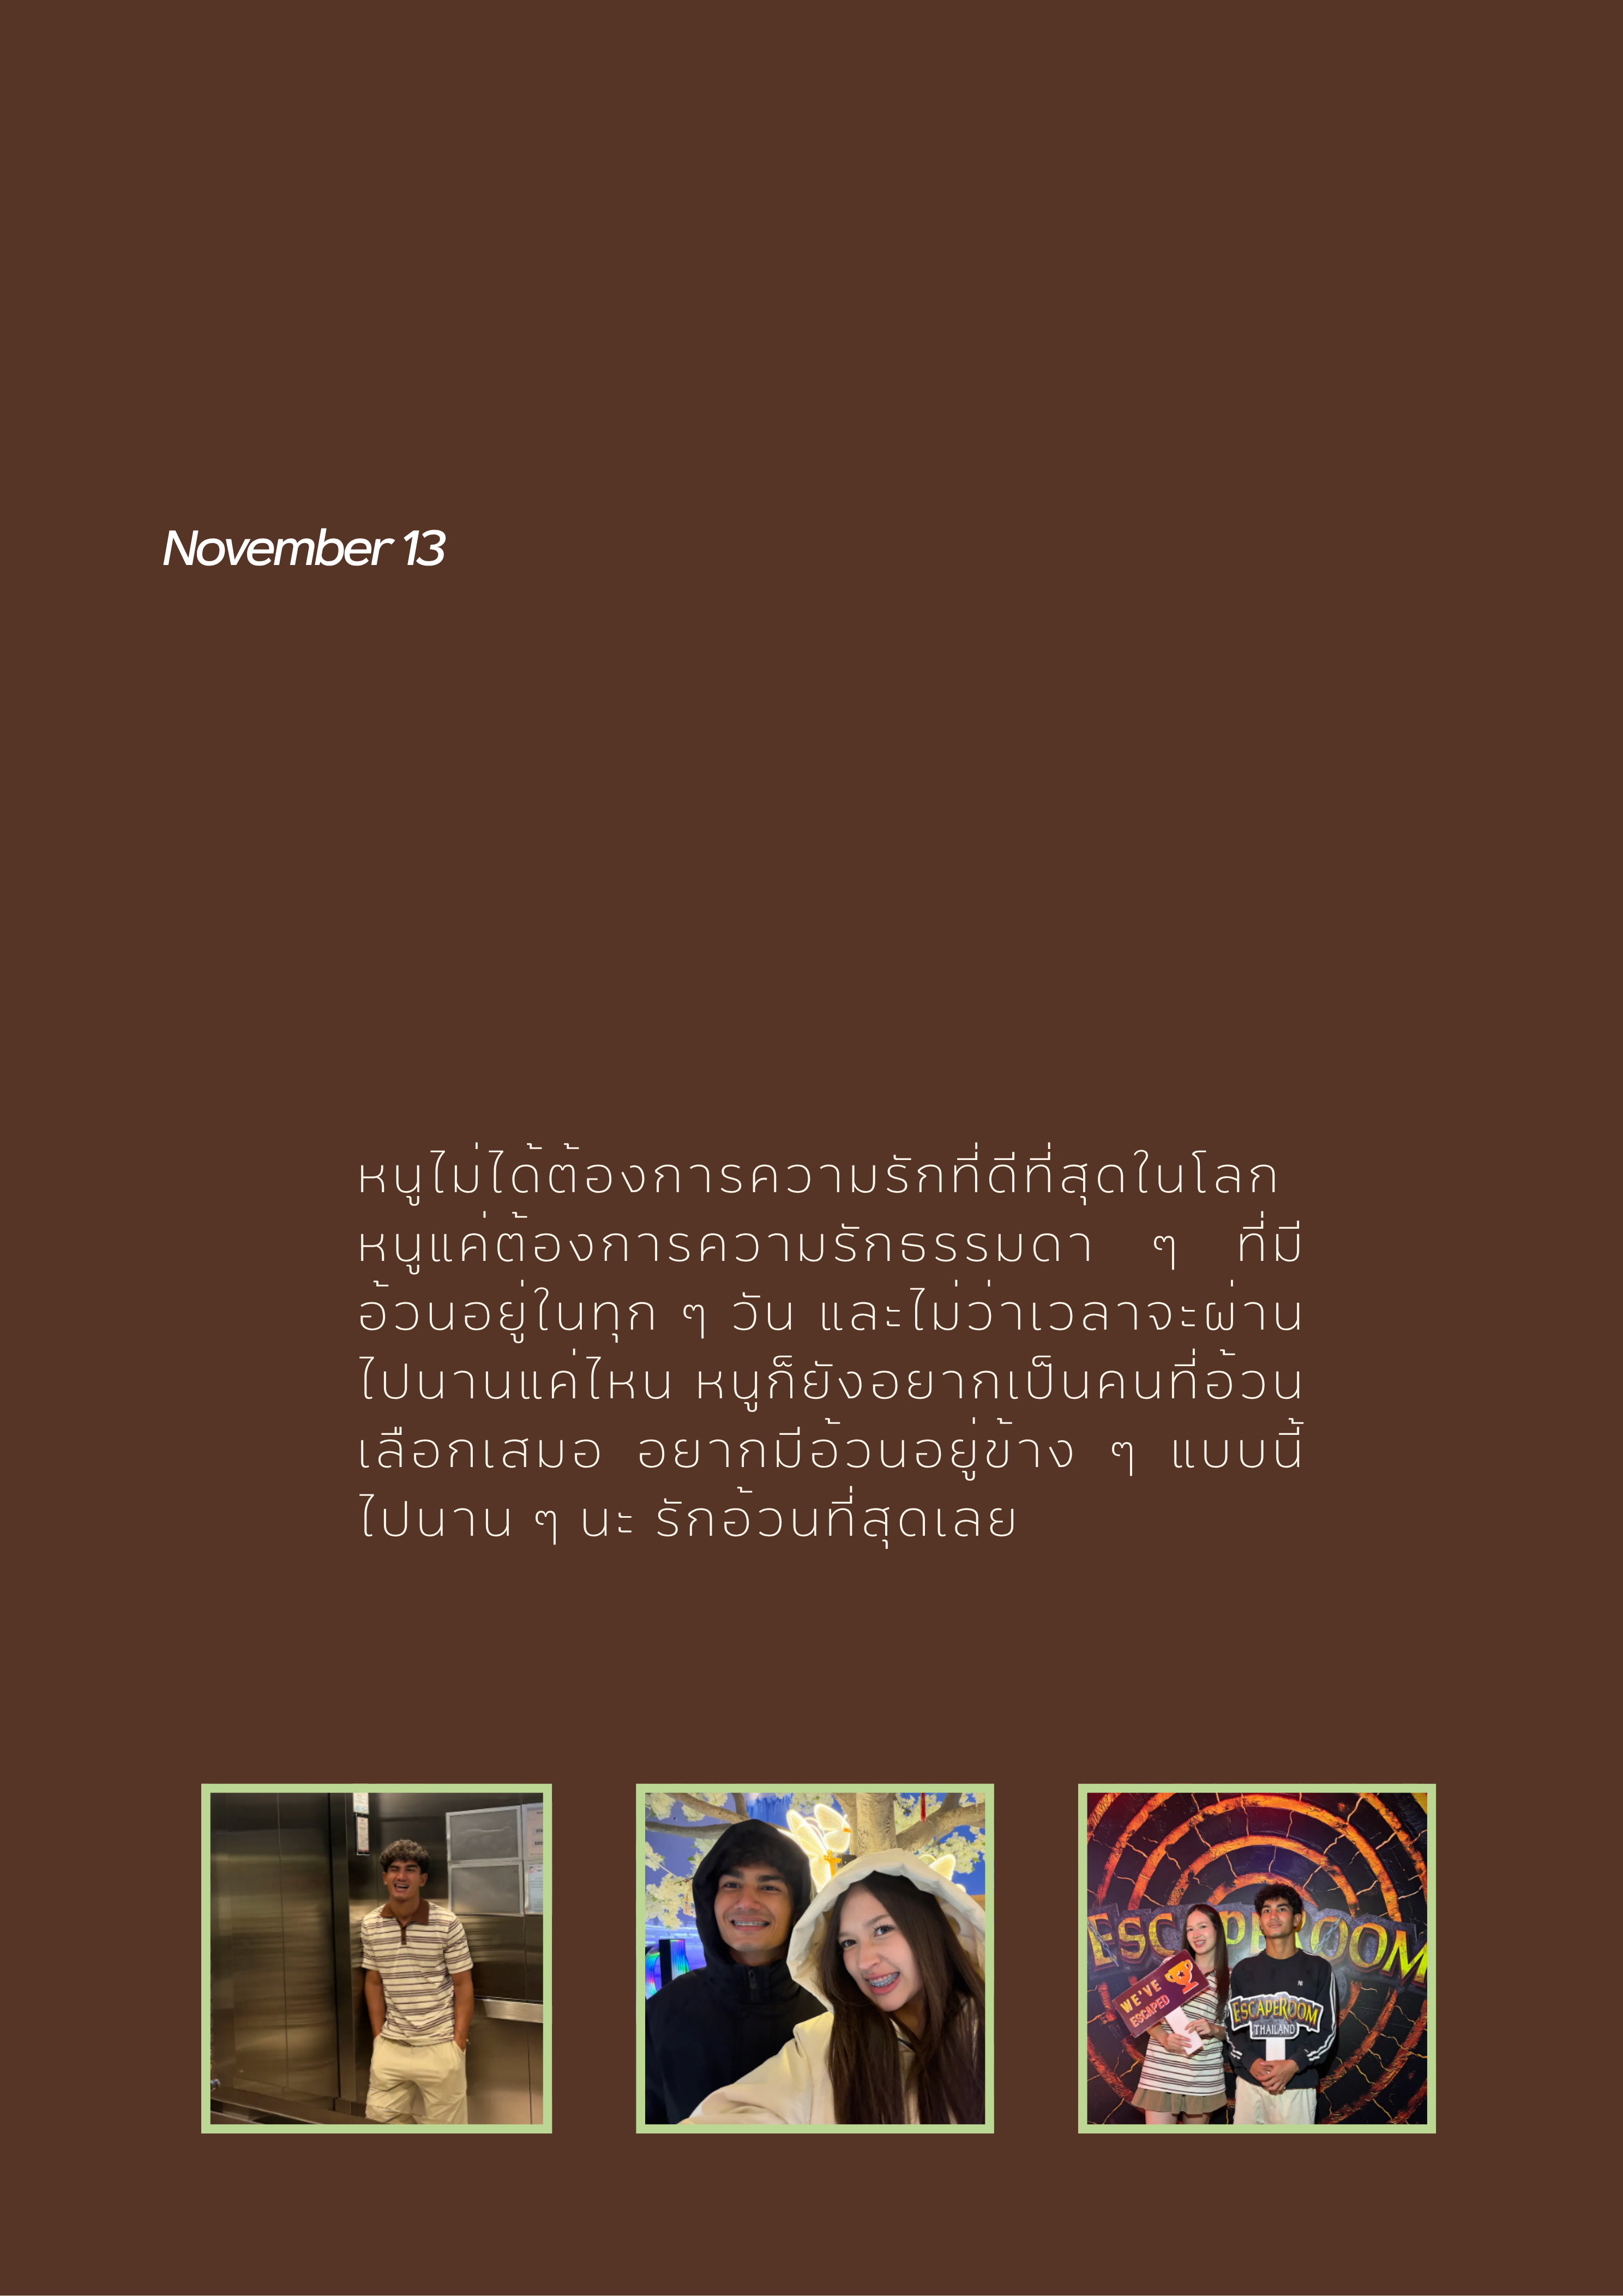 November 13
หนูไม่ได้ต้องการความรักที่ดีที่สุดในโลก
หนูแค่ต้องการความรักธรรมดา ๆ ที่มี
อ้วนอยู่ในทุก ๆ วัน และไม่ว่าเวลาจะผ่าน
ไปนานแค่ไหน หนูก็ยังอยากเป็นคนที่อ้วน
เลือกเสมอ อยากมีอ้วนอยู่ข้าง ๆ แบบนี้
ไปนาน ๆ นะ รักอ้วนที่สุดเลย
ESCAPEROOM
WE'VE
ESCAPED
ESCAPEROOM
THAILAND